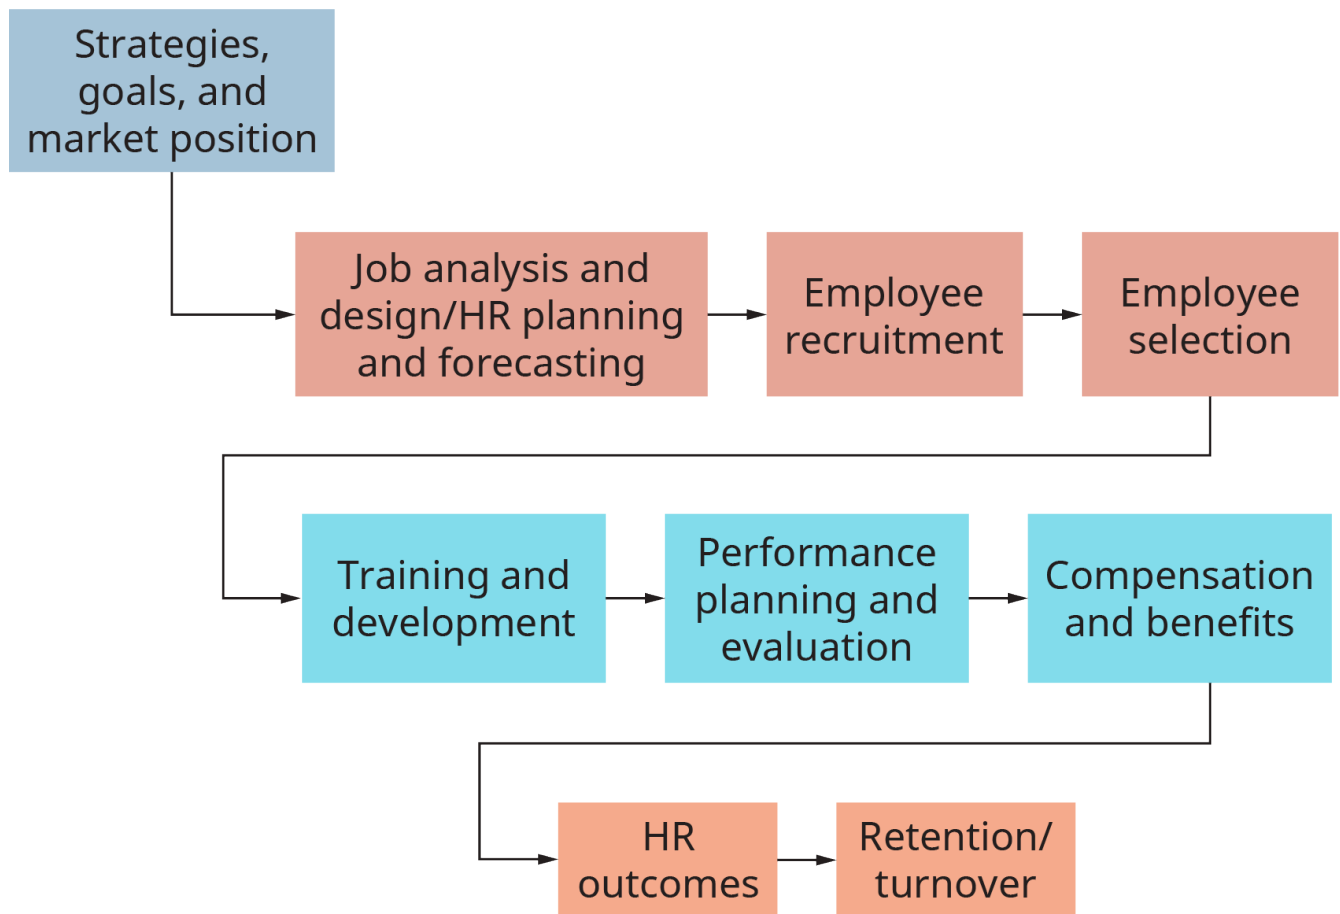 Strategies,
goals, and
market position
Job analysis and
design/HR planning
and forecasting
Employee
recruitment
Employee
selection
Training and
development
Performance
planning and
evaluation
Compensation
and benefits
HR
outcomes
Retention/
turnover